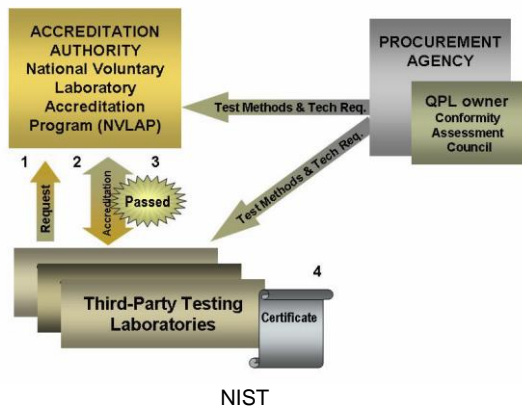 ACCREDITATION
AUTHORITY
National Voluntary
Laboratory
Accreditation
Program (NVLAP)
PROCUREMENT
AGENCY
QPL owner
Conformity
Assessment
Council
Test Methods & Tech Req.
Test Methods & Tech Req.
1
2
3
Request
Accreditation
Passed
4
Third-Party Testing
Laboratories
Certificate
NIST